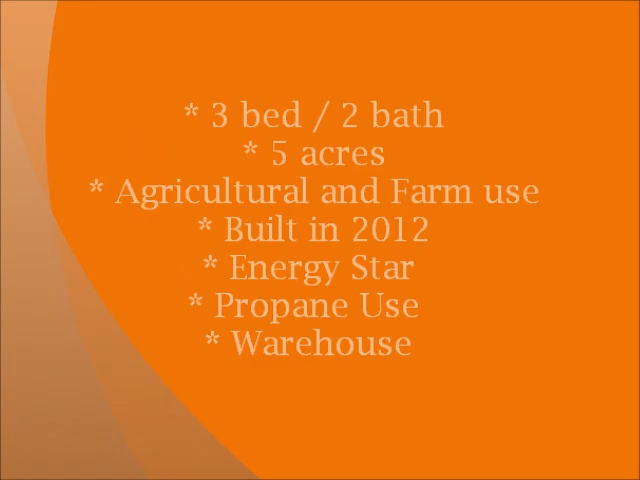 * 3 bed / 2 bath
* 5 acres
* Agricultural and Farm use
* Built in 2012
* Energy Star
* Propane Use
* Warehouse